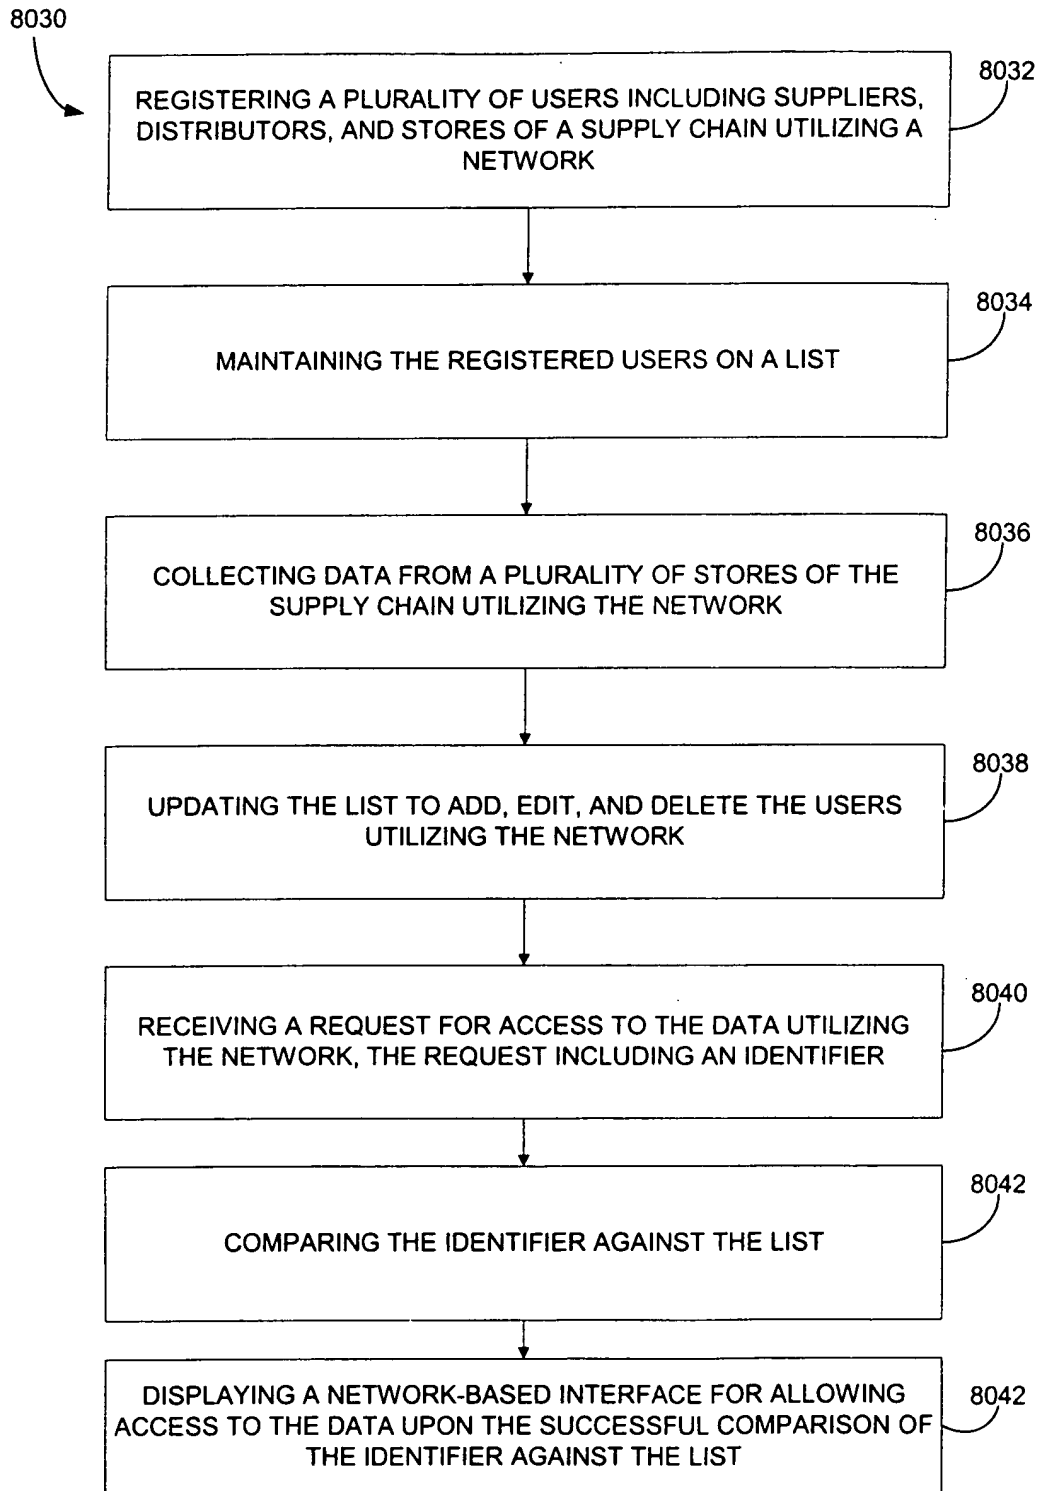 8030
8032
REGISTERING A PLURALITY OF USERS INCLUDING SUPPLIERS,
DISTRIBUTORS, AND STORES OF A SUPPLY CHAIN UTILIZING A
NETWORK
8034
MAINTAINING THE REGISTERED USERS ON A LIST
8036
COLLECTING DATA FROM A PLURALITY OF STORES OF THE
SUPPLY CHAIN UTILIZING THE NETWORK
8038
UPDATING THE LIST TO ADD, EDIT, AND DELETE THE USERS
UTILIZING THE NETWORK
8040
RECEIVING A REQUEST FOR ACCESS TO THE DATA UTILIZING
THE NETWORK, THE REQUEST INCLUDING AN IDENTIFIER
8042
COMPARING THE IDENTIFIER AGAINST THE LIST
8042
DISPLAYING A NETWORK-BASED INTERFACE FOR ALLOWING
ACCESS TO THE DATA UPON THE SUCCESSFUL COMPARISON OF
THE IDENTIFIER AGAINST THE LIST